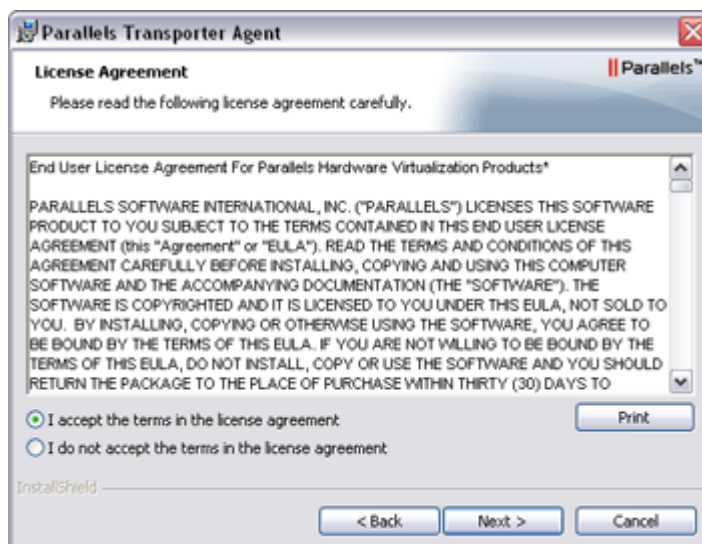 Parallels Transporter Agent
License Agreement
Parallels™
Please read the following license agreement carefully.
End User License Agreement For Parallels Hardware Virtualization Products*
PARALLELS SOFTWARE INTERNATIONAL, INC. ("PARALLELS") LICENSES THIS SOFTWARE
PRODUCT TO YOU SUBJECT TO THE TERMS CONTAINED IN THIS END USER LICENSE
AGREEMENT (this "Agreement" or "EULA"). READ THE TERMS AND CONDITIONS OF THIS
AGREEMENT CAREFULLY BEFORE INSTALLING, COPYING AND USING THIS COMPUTER
SOFTWARE AND THE ACCOMPANYING DOCUMENTATION (THE "SOFTWARE"). THE
SOFTWARE IS COPYRIGHTED AND IT IS LICENSED TO YOU UNDER THIS EULA, NOT SOLD TO
YOU. BY INSTALLING, COPYING OR OTHERWISE USING THE SOFTWARE, YOU AGREE TO
BE BOUND BY THE TERMS OF THIS EULA. IF YOU ARE NOT WILLING TO BE BOUND BY THE
TERMS OF THIS EULA, DO NOT INSTALL, COPY OR USE THE SOFTWARE AND YOU SHOULD
RETURN THE PACKAGE TO THE PLACE OF PURCHASE WITHIN THIRTY (30) DAYS TO
I accept the terms in the license agreement
Print
I do not accept the terms in the license agreement
InstallShield
< Back
Next >
Cancel